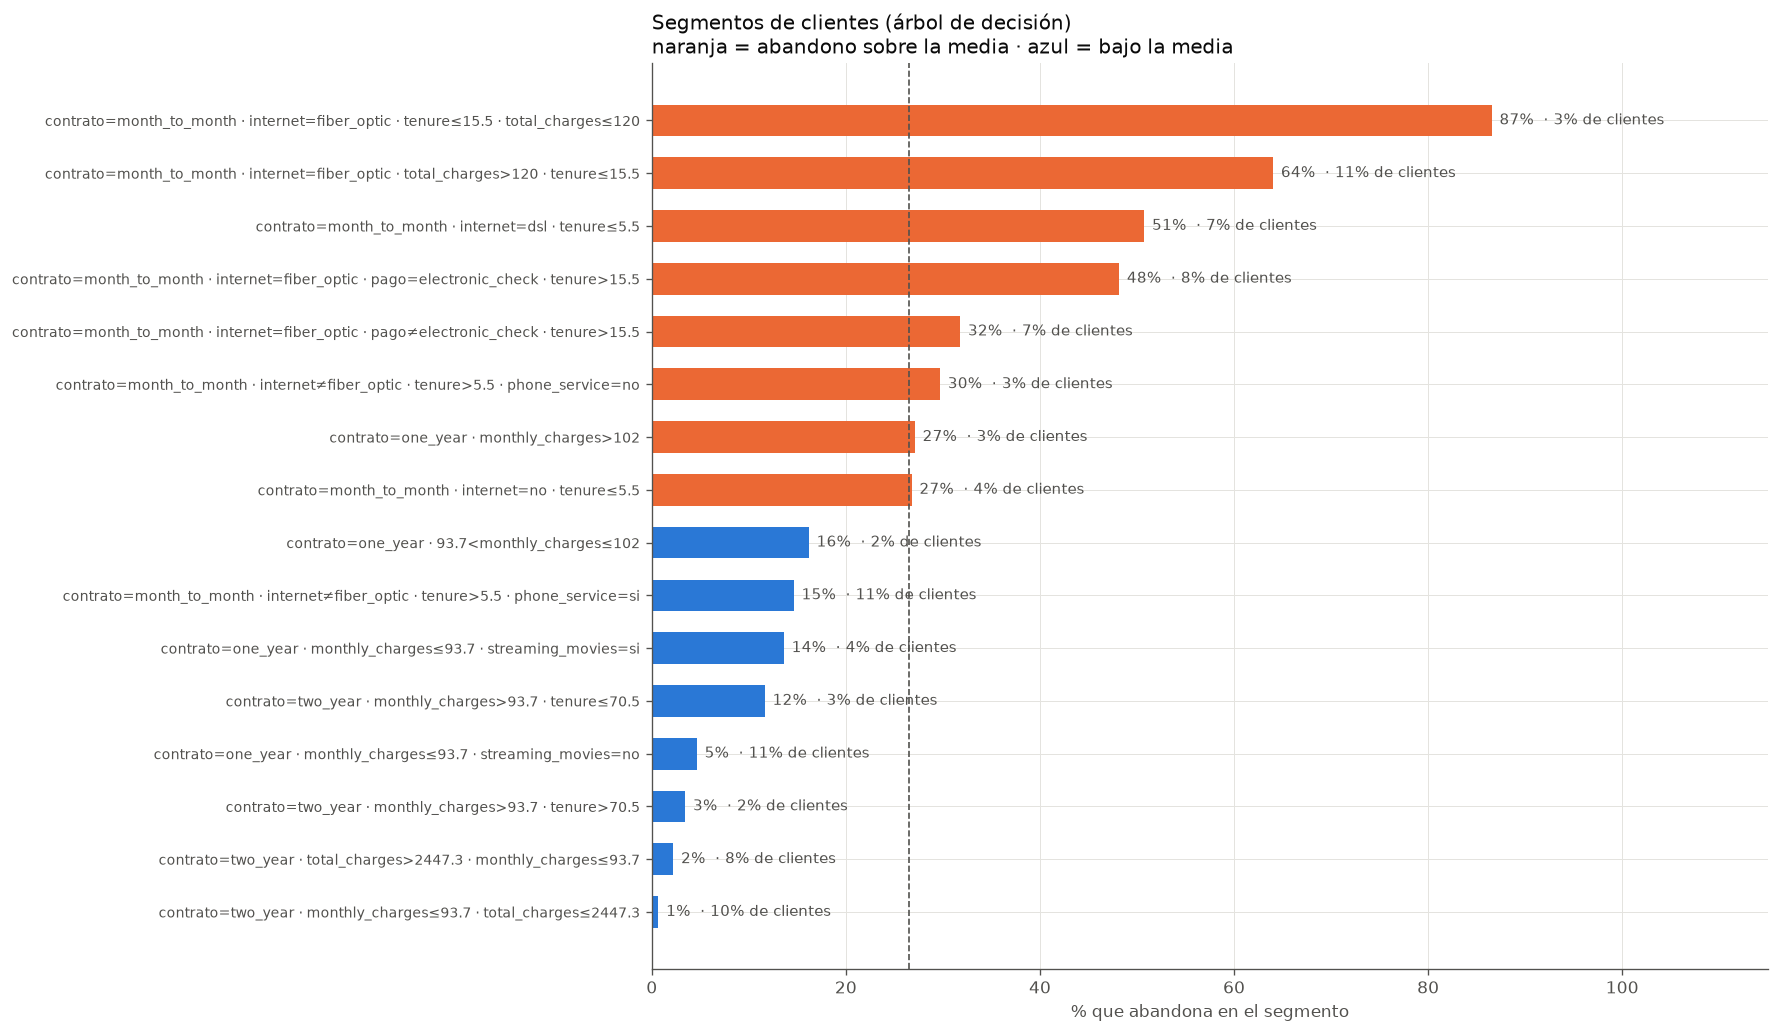 Segmentos de clientes (árbol de decisión)
naranja = abandono sobre la media · azul = bajo la media
contrato=month_to_month · internet=fiber_optic · tenure≤15.5 · total_charges≤120
87% · 3% de clientes
contrato=month_to_month · internet=fiber_optic · total_charges>120 · tenure≤15.5
64% · 11% de clientes
contrato=month_to_month · internet=dsl · tenure≤5.5
51% · 7% de clientes
contrato=month_to_month · internet=fiber_optic · pago=electronic_check · tenure>15.5
48% · 8% de clientes
contrato=month_to_month · internet=fiber_optic · pago≠electronic_check · tenure>15.5
32% · 7% de clientes
contrato=month_to_month · internet≠fiber_optic · tenure>5.5 · phone_service=no
30% · 3% de clientes
contrato=one_year · monthly_charges>102
27% · 3% de clientes
contrato=month_to_month · internet=no · tenure≤5.5
27% · 4% de clientes
contrato=one_year · 93.7<monthly_charges≤102
16% · 2% de clientes
contrato=month_to_month · internet≠fiber_optic · tenure>5.5 · phone_service=si
15% · 11% de clientes
contrato=one_year · monthly_charges≤93.7 · streaming_movies=si
14% · 4% de clientes
contrato=two_year · monthly_charges>93.7 · tenure≤70.5
12% · 3% de clientes
contrato=one_year · monthly_charges≤93.7 · streaming_movies=no
5% · 11% de clientes
contrato=two_year · monthly_charges>93.7 · tenure>70.5
3% · 2% de clientes
contrato=two_year · total_charges>2447.3 · monthly_charges≤93.7
2% · 8% de clientes
contrato=two_year · monthly_charges≤93.7 · total_charges≤2447.3
1% · 10% de clientes
0 20 40 60 80 100
% que abandona en el segmento